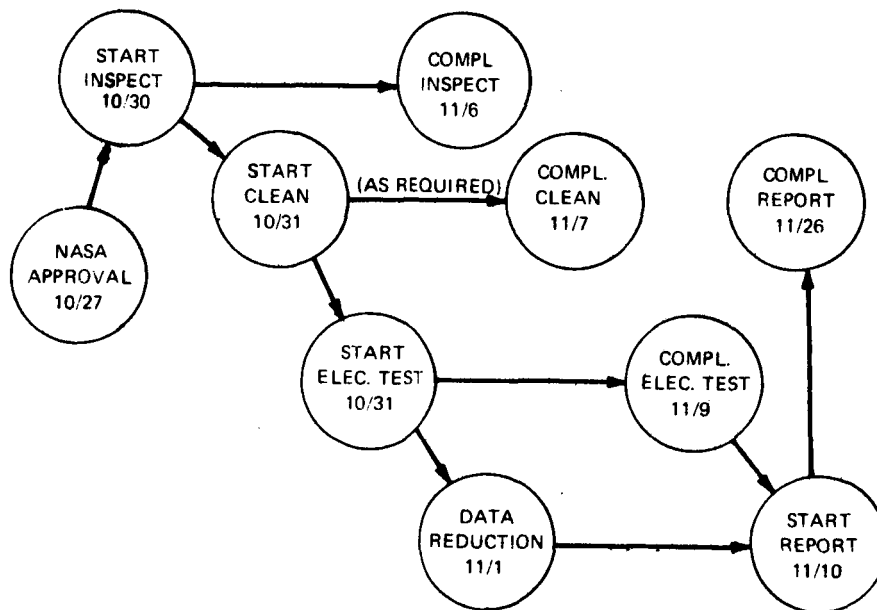 START
INSPECT
10/30
COMPL
INSPECT
11/6
START
CLEAN
10/31
(AS REQUIRED)
COMPL.
CLEAN
11/7
COMPL
REPORT
11/26
NASA
APPROVAL
10/27
START
ELEC. TEST
10/31
COMPL.
ELEC. TEST
11/9
DATA
REDUCTION
11/1
START
REPORT
11/10